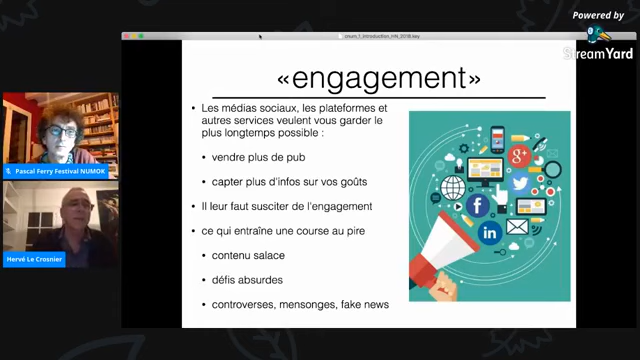 Powered by
StreamYard
«engagement»
• Les médias sociaux, les plateformes et
autres services veulent vous garder le
plus longtemps possible :
• vendre plus de pub
• capter plus d'infos sur vos goûts
• Il leur faut susciter de l'engagement
• ce qui entraîne une course au pire
• contenu salace
• défis absurdes
• controverses, mensonges, fake news
g+
f
in
Pascal Ferry Festival NUMOK
Hervé Le Crosnier